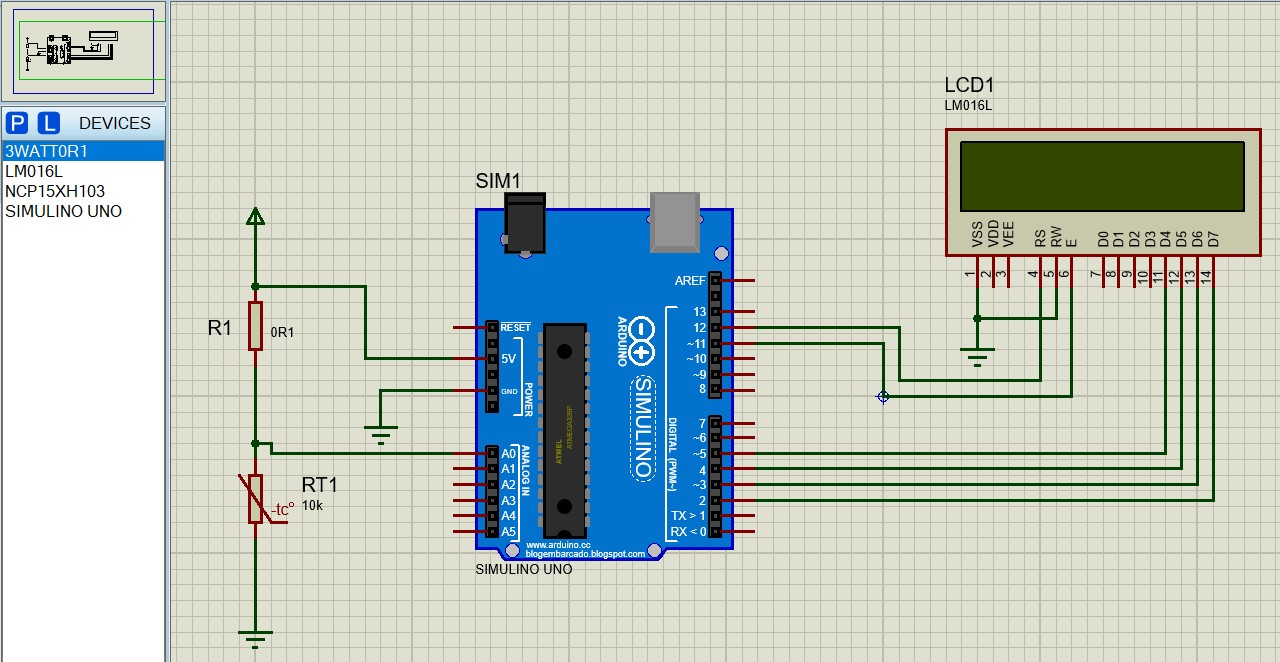 P L DEVICES
3WATT0R1
LM016L
NCP15XH103
SIMULINO UNO
R1
0R1
RT1
10k
-tc°
SIM1
RESET
5V
GND
POWER
A0
A1
A2
A3
A4
A5
ANALOG IN
ATMEL
ATMEGA328P
ARDUINO
SIMULINO
AREF
13
12
~11
~10
~9
8
7
~6
~5
4
~3
2
TX > 1
RX < 0
DIGITAL (PWM~)
www.arduino.cc
blogembarcado.blogspot.com
SIMULINO UNO
LCD1
LM016L
VSS
VDD
VEE
RS
RW
E
D0
D1
D2
D3
D4
D5
D6
D7
1
2
3
4
5
6
7
8
9
10
11
12
13
14